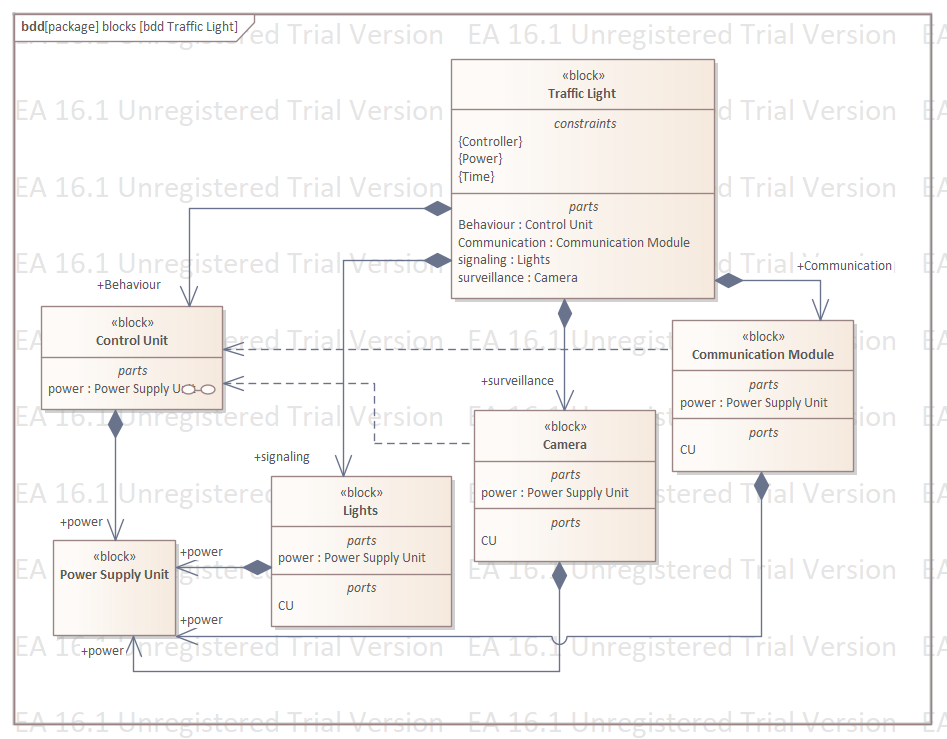 bdd[package] blocks [bdd Traffic Light]
EA 16.1 Unregistered Trial Version
«block»
Traffic Light
constraints
{Controller}
{Power}
{Time}
parts
Behaviour : Control Unit
Communication : Communication Module
signaling : Lights
surveillance : Camera
+Behaviour
+Communication
+surveillance
+signaling
«block»
Control Unit
parts
power : Power Supply
«block»
Communication Module
parts
power : Power Supply Unit
ports
CU
«block»
Camera
parts
power : Power Supply Unit
ports
CU
«block»
Lights
parts
power : Power Supply Unit
ports
CU
+power
«block»
Power Supply Unit
+power
+power
+power